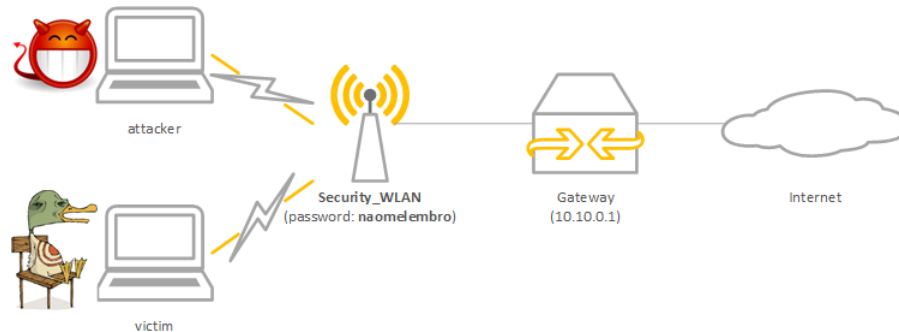 attacker
Security_WLAN
(password: naomelembro)
Gateway
(10.10.0.1)
Internet
victim